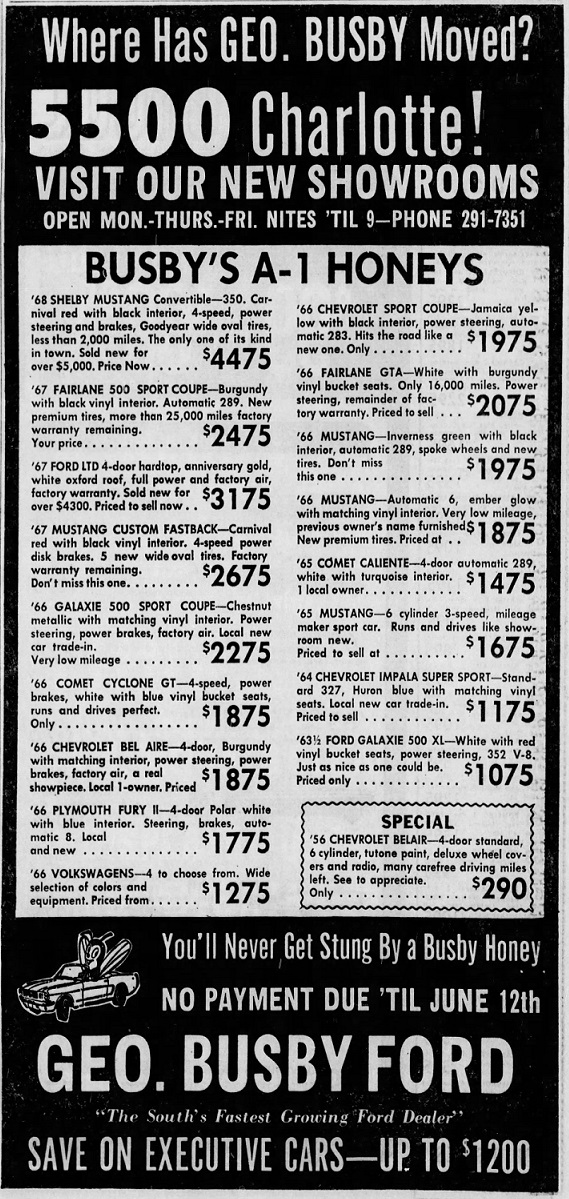 Where Has GEO. BUSBY Moved?
5500 Charlotte!
VISIT OUR NEW SHOWROOMS
OPEN MON.-THURS.-FRI. NITES 'TIL 9—PHONE 291-7351
BUSBY'S A-1 HONEYS
'68 SHELBY MUSTANG Convertible—350. Car-
nival red with black interior, 4-speed, power
steering and brakes, Goodyear wide oval tires,
less than 2,000 miles. The only one of its kind
in town. Sold new for
over $5,000. Price Now . . . . . $4475
'67 FAIRLANE 500 SPORT COUPE—Burgundy
with black vinyl interior. Automatic 289. New
premium tires, more than 25,000 miles factory
warranty remaining.
Your price . . . . . . . . . . . . . $2475
'67 FORD LTD 4-door hardtop, anniversary gold,
white oxford roof, full power and factory air,
factory warranty. Sold new for
over $4300. Priced to sell now . . $3175
'67 MUSTANG CUSTOM FASTBACK—Carnival
red with black vinyl interior. 4-speed power
disk brakes. 5 new wide oval tires. Factory
warranty remaining.
Don't miss this one. . . . . . . . . $2675
'66 GALAXIE 500 SPORT COUPE—Chestnut
metallic with matching vinyl interior. Power
steering, power brakes, factory air. Local new
car trade-in.
Very low mileage . . . . . . . . . $2275
'66 COMET CYCLONE GT—4-speed, power
brakes, white with blue vinyl bucket seats,
runs and drives perfect.
Only . . . . . . . . . . . . . . . . . $1875
'66 CHEVROLET BEL AIRE—4-door, Burgundy
with matching interior, power steering, power
brakes, factory air, a real
showpiece. Local 1-owner. Priced $1875
'66 PLYMOUTH FURY II—4-door Polar white
with blue interior. Steering, brakes, auto-
matic 8. Local
and new . . . . . . . . . . . . . $1775
'66 VOLKSWAGENS—4 to choose from. Wide
selection of colors and
equipment. Priced from . . . . . . $1275
'66 CHEVROLET SPORT COUPE—Jamaica yel-
low with black interior, power steering, auto-
matic 283. Hits the road like a
new one. Only . . . . . . . . . . . $1975
'66 FAIRLANE GTA—White with burgundy
vinyl bucket seats. Only 16,000 miles. Power
steering, remainder of fac-
tory warranty. Priced to sell . . . $2075
'66 MUSTANG—Inverness green with black
interior, automatic 289, spoke wheels and new
tires. Don't miss
this one . . . . . . . . . . . . . . . $1975
'66 MUSTANG—Automatic 6, ember glow
with matching vinyl interior. Very low mileage,
previous owner's name furnished
New premium tires. Priced at . . $1875
'65 COMET CALIENTE—4-door automatic 289,
white with turquoise interior.
1 local owner. . . . . . . . . . . . $1475
'65 MUSTANG—6 cylinder 3-speed, mileage
maker sport car. Runs and drives like show-
room new.
Priced to sell at . . . . . . . . . . $1675
'64 CHEVROLET IMPALA SUPER SPORT—Stand-
ard 327, Huron blue with matching vinyl
seats. Local new car trade-in.
Priced to sell . . . . . . . . . . . . $1175
'63½ FORD GALAXIE 500 XL—White with red
vinyl bucket seats, power steering, 352 V-8.
Just as nice as one could be.
Priced only . . . . . . . . . . . . . $1075
SPECIAL
'56 CHEVROLET BELAIR—4-door standard,
6 cylinder, tutone paint, deluxe wheel cov-
ers and radio, many carefree driving miles
left. See to appreciate.
Only . . . . . . . . . . . . . . . . . $290
You'll Never Get Stung By a Busby Honey
NO PAYMENT DUE 'TIL JUNE 12th
GEO. BUSBY FORD
"The South's Fastest Growing Ford Dealer"
SAVE ON EXECUTIVE CARS—UP TO $1200